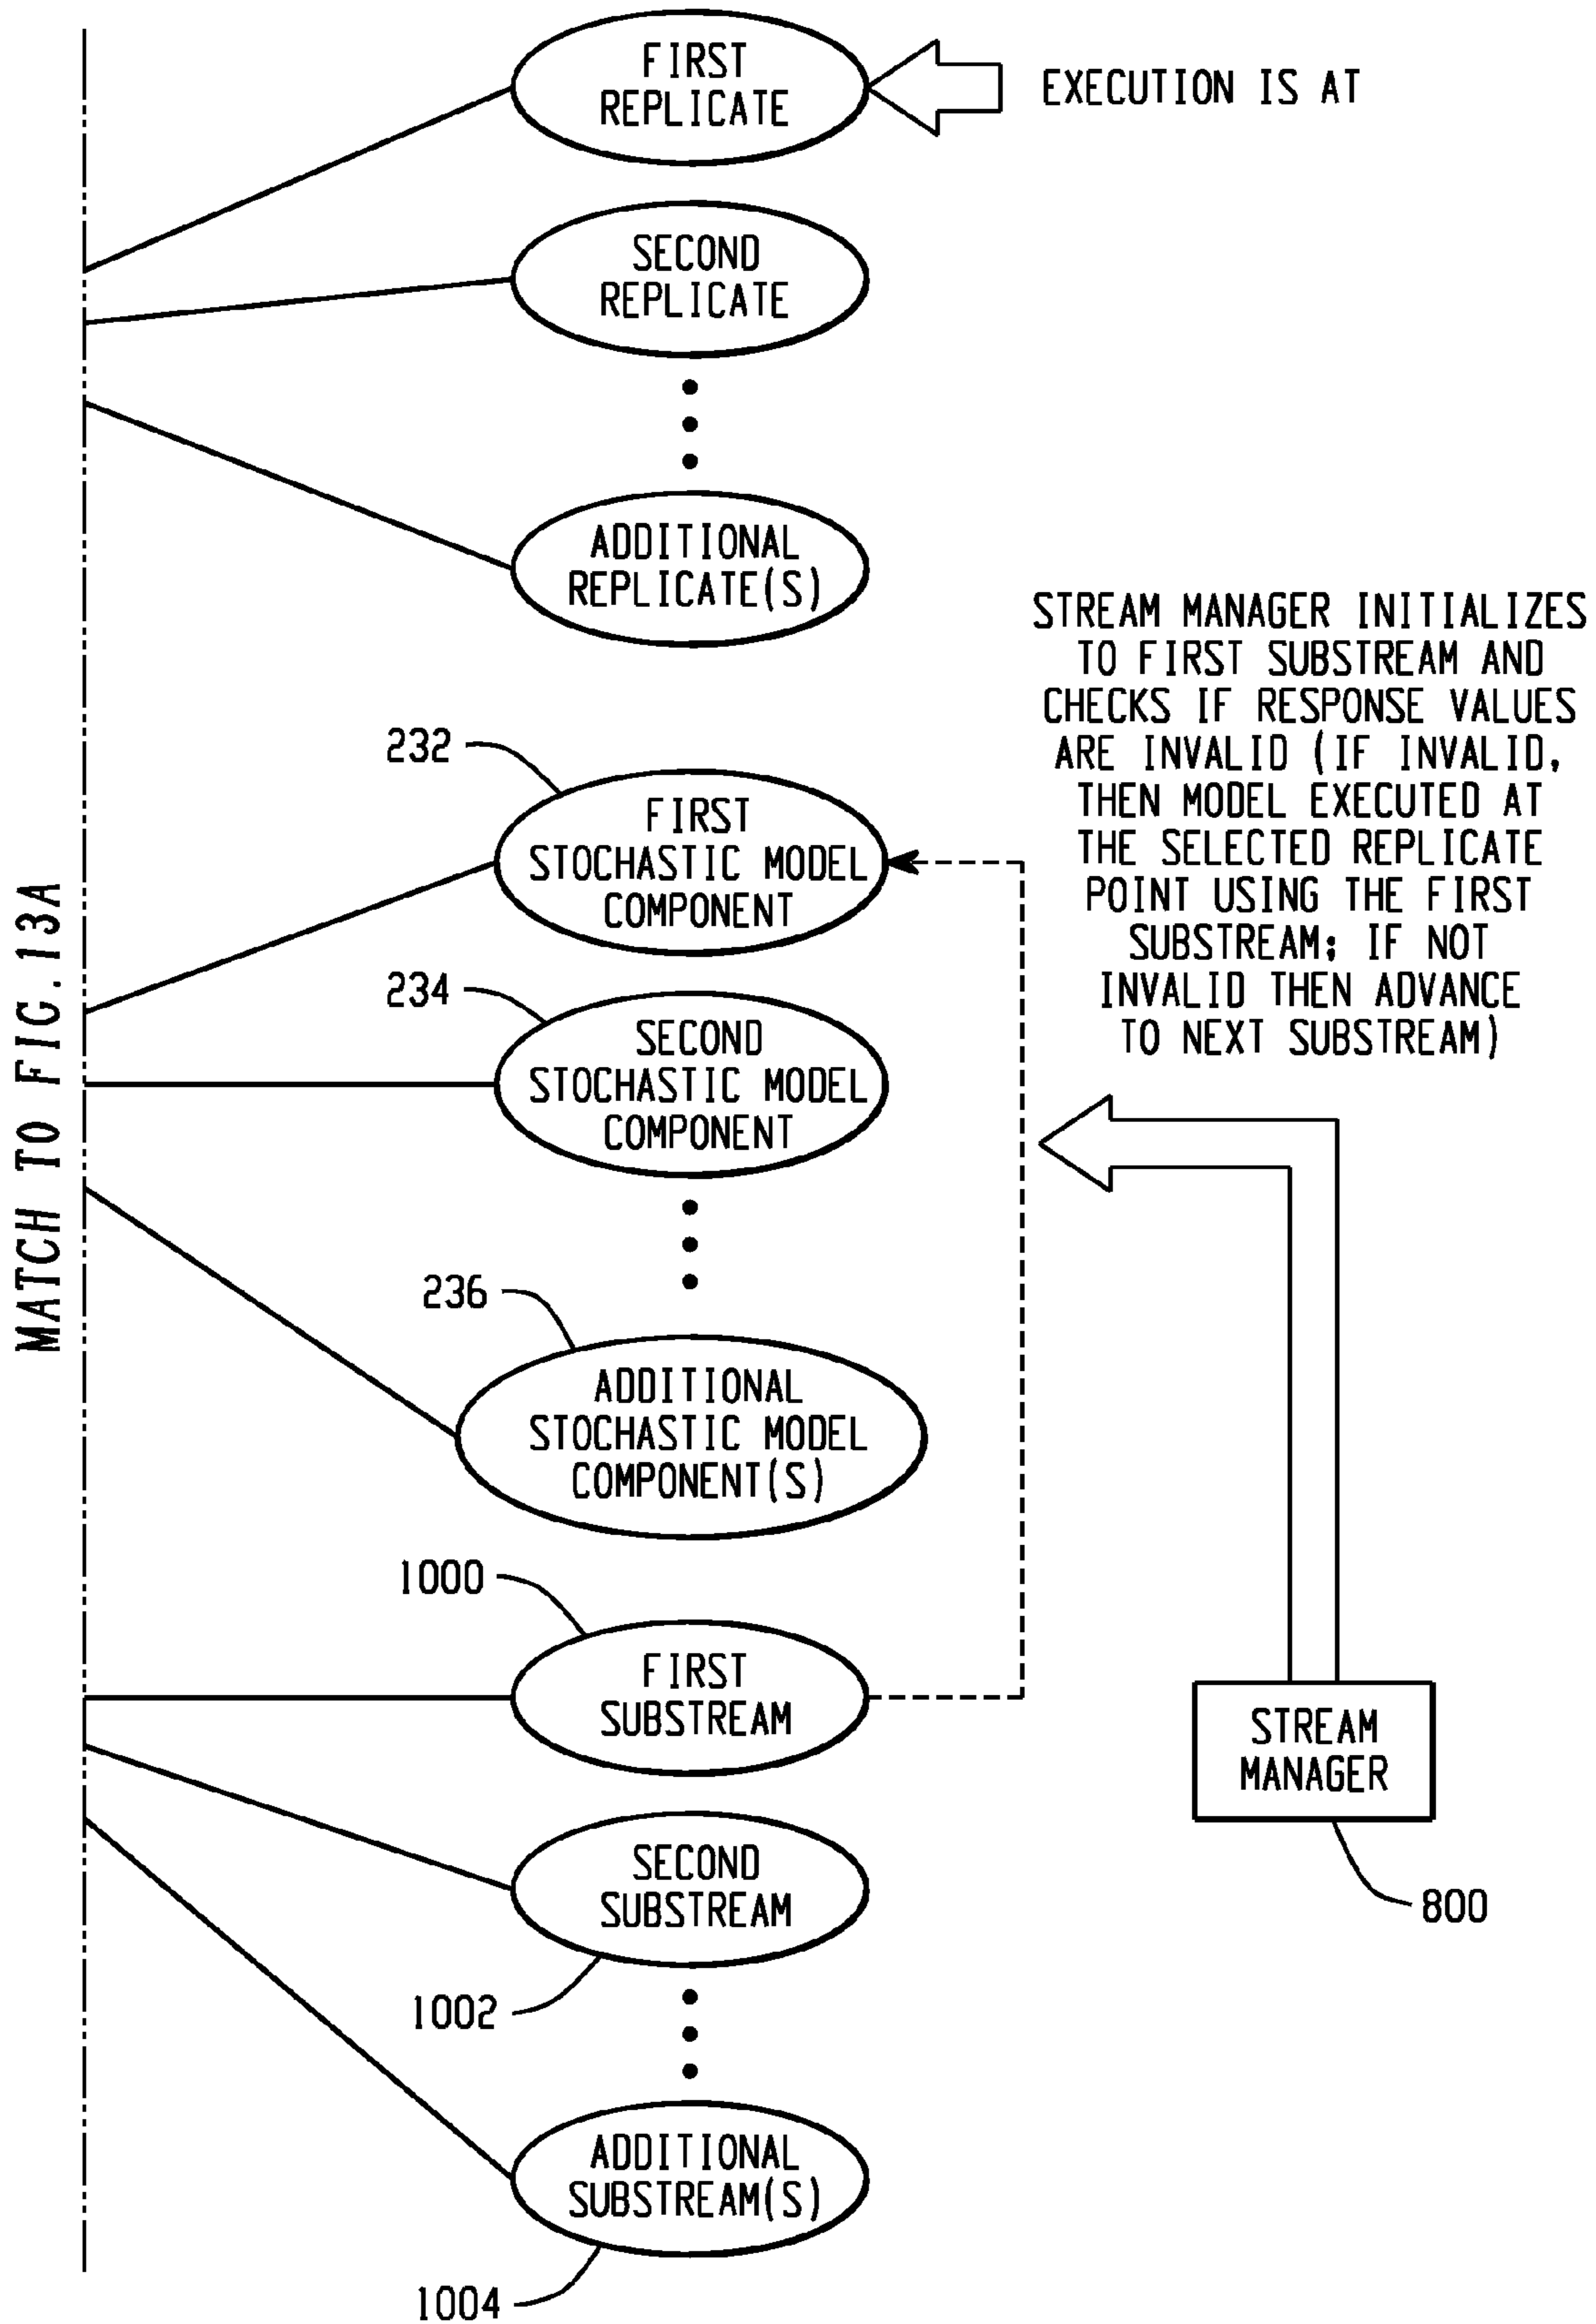 FIRST
REPLICATE
EXECUTION IS AT
SECOND
REPLICATE
ADDITIONAL
REPLICATE(S)
STREAM MANAGER INITIALIZES
TO FIRST SUBSTREAM AND
CHECKS IF RESPONSE VALUES
ARE INVALID (IF INVALID,
THEN MODEL EXECUTED AT
THE SELECTED REPLICATE
POINT USING THE FIRST
SUBSTREAM; IF NOT
INVALID THEN ADVANCE
TO NEXT SUBSTREAM)
232
FIRST
STOCHASTIC MODEL
COMPONENT
234
SECOND
STOCHASTIC MODEL
COMPONENT
MATCH TO FIG.13A
236
ADDITIONAL
STOCHASTIC MODEL
COMPONENT(S)
1000
FIRST
SUBSTREAM
STREAM
MANAGER
800
SECOND
SUBSTREAM
1002
ADDITIONAL
SUBSTREAM(S)
1004